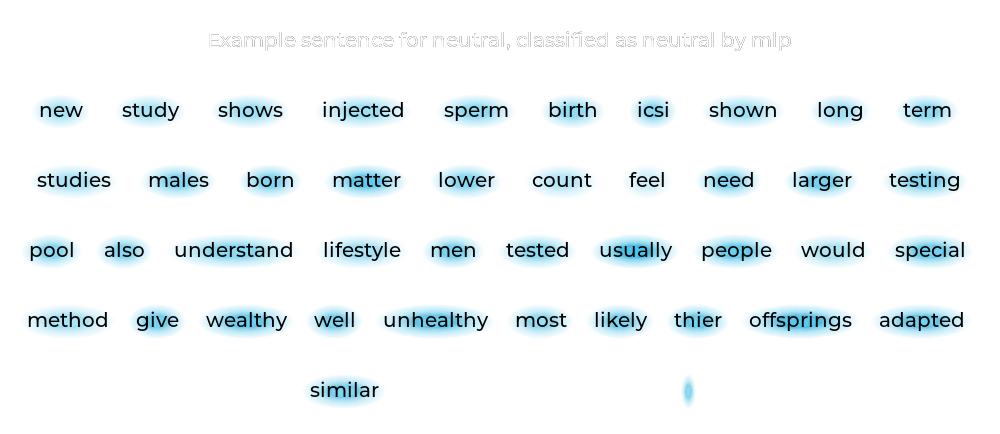 Example sentence for neutral, classified as neutral by mlp
new study shows injected sperm birth icsi shown long term
studies males born matter lower count feel need larger testing
pool also understand lifestyle men tested usually people would special
method give wealthy well unhealthy most likely thier offsprings adapted
similar